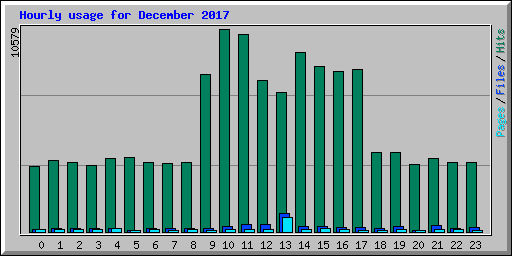 Hourly usage for December 2017
10579
Pages/Files/Hits
0 1 2 3 4 5 6 7 8 9 10 11 12 13 14 15 16 17 18 19 20 21 22 23